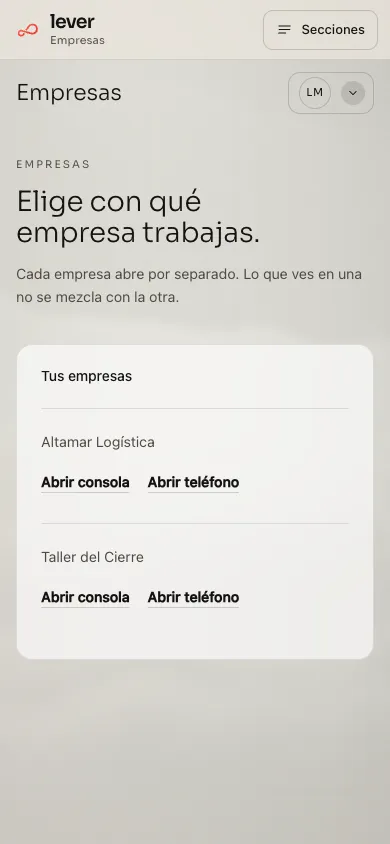 lever
Empresas
Secciones
Empresas
LM
EMPRESAS
Elige con qué
empresa trabajas.
Cada empresa abre por separado. Lo que ves en una
no se mezcla con la otra.
Tus empresas
Altamar Logística
Abrir consola Abrir teléfono
Taller del Cierre
Abrir consola Abrir teléfono